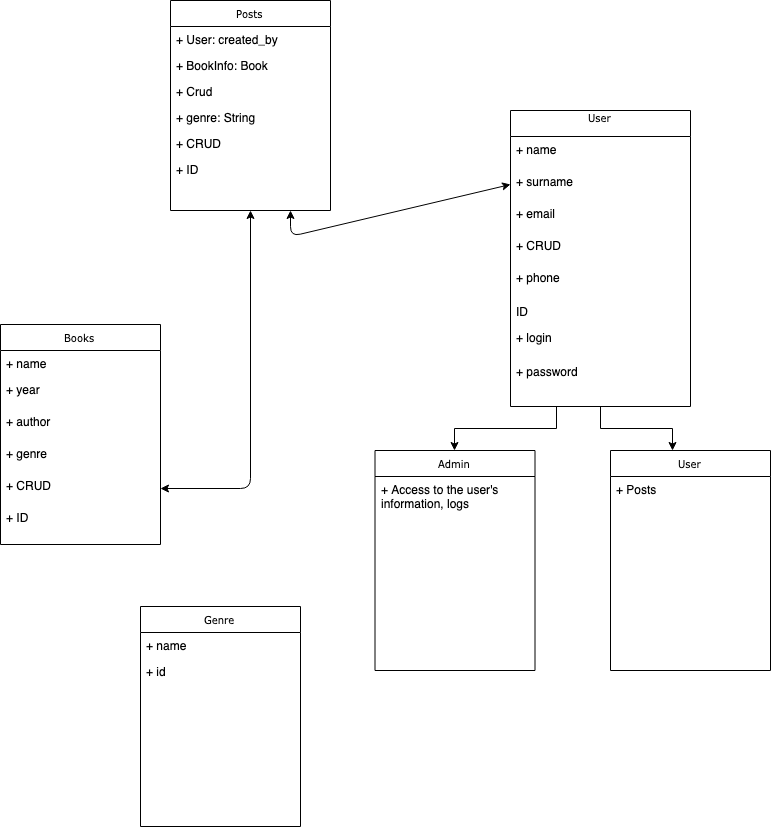 Posts
+ User: created_by
+ BookInfo: Book
+ Crud
+ genre: String
+ CRUD
+ ID
User
+ name
+ surname
+ email
+ CRUD
+ phone
ID
+ login
+ password
Books
+ name
+ year
+ author
+ genre
+ CRUD
+ ID
Admin
+ Access to the user's
information, logs
User
+ Posts
Genre
+ name
+ id